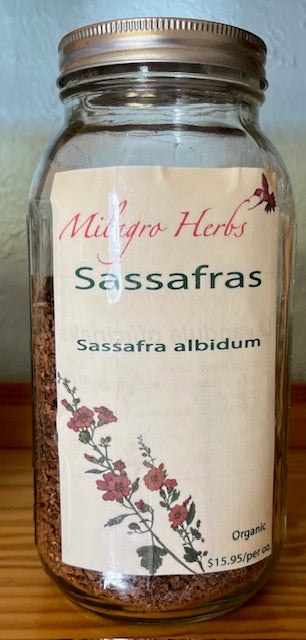 Milagro Herbs
Sassafras
Sassafra albidum
Organic
$15.95/per oz.